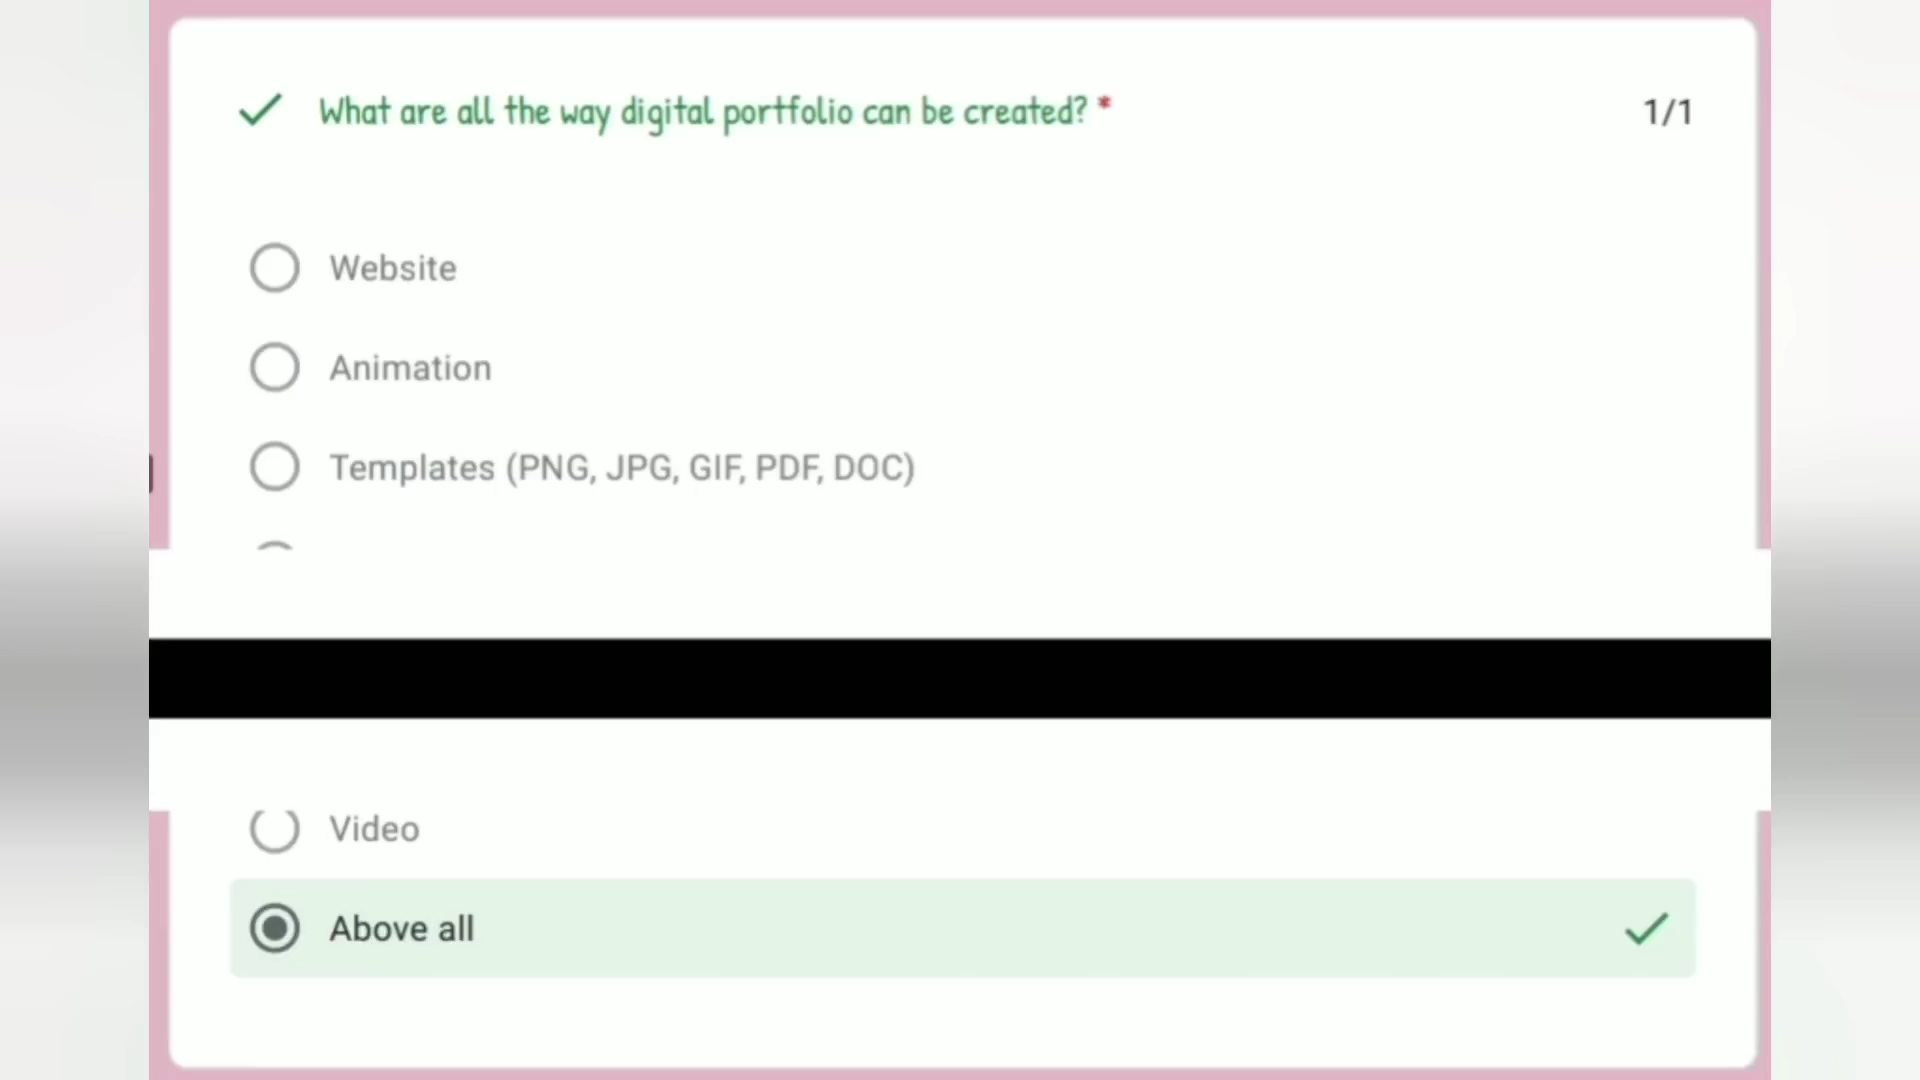 What are all the way digital portfolio can be created? *
1/1
Website
Animation
Templates (PNG, JPG, GIF, PDF, DOC)
Video
Above all